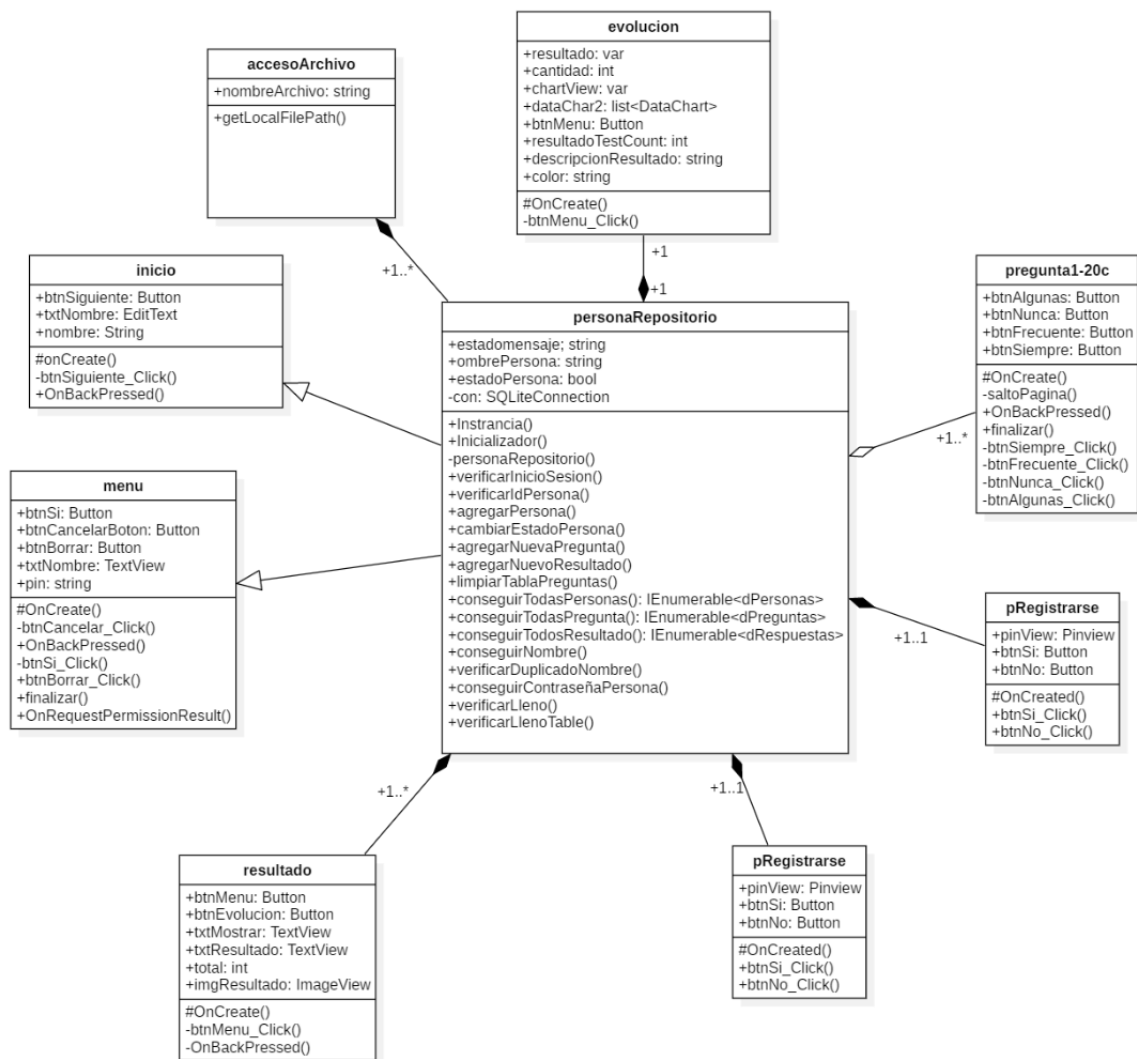 accesoArchivo
+nombreArchivo: string
+getLocalFilePath()
+1..*
evolucion
+resultado: var
+cantidad: int
+chartView: var
+dataChar2: list<DataChart>
+btnMenu: Button
+resultadoTestCount: int
+descripcionResultado: string
+color: string
#OnCreate()
-btnMenu_Click()
+1
+1
inicio
+btnSiguiente: Button
+txtNombre: EditText
+nombre: String
#onCreate()
-btnSiguiente_Click()
+OnBackPressed()
menu
+btnSi: Button
+btnCancelarBoton: Button
+btnBorrar: Button
+txtNombre: TextView
+pin: string
#OnCreate()
-btnCancelar_Click()
+OnBackPressed()
-btnSi_Click()
+btnBorrar_Click()
+finalizar()
+OnRequestPermissionResult()
personaRepositorio
+estadomensaje; string
+ombrePersona: string
+estadoPersona: bool
-con: SQLiteConnection
+Instrancia()
+Inicializador()
-personaRepositorio()
+verificarInicioSesion()
+verificarIdPersona()
+agregarPersona()
+cambiarEstadoPersona()
+agregarNuevaPregunta()
+agregarNuevoResultado()
+limpiarTablaPreguntas()
+conseguirTodasPersonas(): IEnumerable<dPersonas>
+conseguirTodasPregunta(): IEnumerable<dPreguntas>
+conseguirTodosResultado(): IEnumerable<dRespuestas>
+conseguirNombre()
+verificarDuplicadoNombre()
+conseguirContraseñaPersona()
+verificarLleno()
+verificarLlenoTable()
pregunta1-20c
+btnAlgunas: Button
+btnNunca: Button
+btnFrecuente: Button
+btnSiempre: Button
#OnCreate()
-saltoPagina()
+OnBackPressed()
+finalizar()
-btnSiempre_Click()
-btnFrecuente_Click()
-btnNunca_Click()
-btnAlgunas_Click()
+1..*
pRegistrarse
+pinView: Pinview
+btnSi: Button
+btnNo: Button
#OnCreated()
+btnSi_Click()
+btnNo_Click()
+1..1
+1..*
resultado
+btnMenu: Button
+btnEvolucion: Button
+txtMostrar: TextView
+txtResultado: TextView
+total: int
+imgResultado: ImageView
#OnCreate()
-btnMenu_Click()
-OnBackPressed()
+1..1
pRegistrarse
+pinView: Pinview
+btnSi: Button
+btnNo: Button
#OnCreated()
+btnSi_Click()
+btnNo_Click()